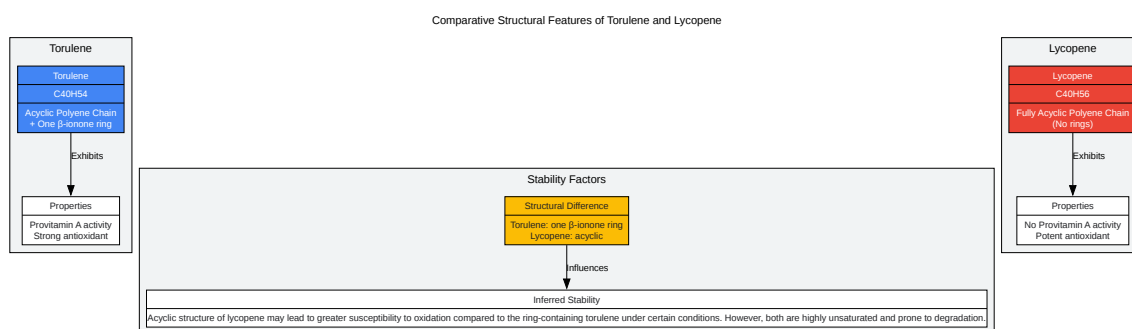 Comparative Structural Features of Torulene and Lycopene
Torulene
Torulene
C40H54
Acyclic Polyene Chain
+ One β-ionone ring
Exhibits
Properties
Provitamin A activity
Strong antioxidant
Stability Factors
Structural Difference
Torulene: one β-ionone ring
Lycopene: acyclic
Influences
Inferred Stability
Acyclic structure of lycopene may lead to greater susceptibility to oxidation compared to the ring-containing torulene under certain conditions. However, both are highly unsaturated and prone to degradation.
Lycopene
Lycopene
C40H56
Fully Acyclic Polyene Chain
(No rings)
Exhibits
Properties
No Provitamin A activity
Potent antioxidant